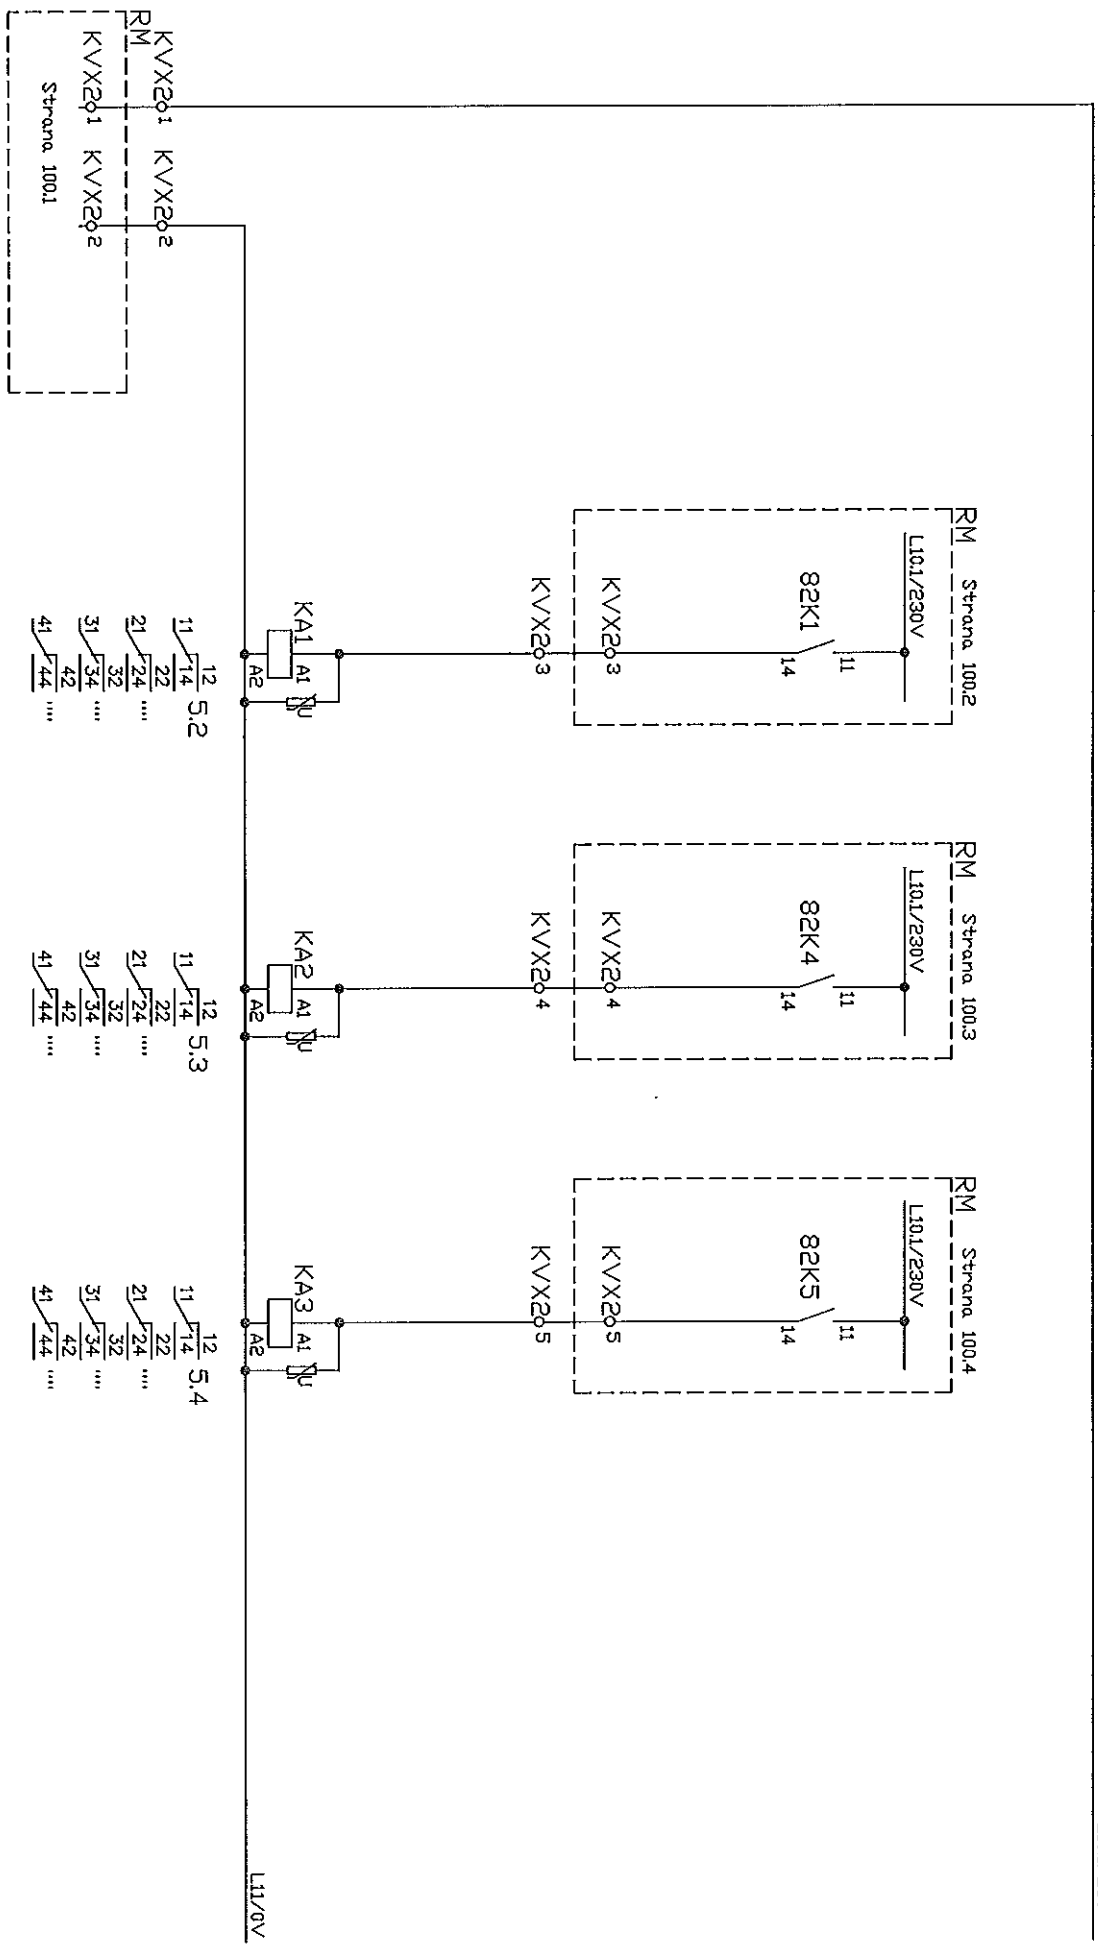 RM Strana 100.2
RM Strana 100.3
RM Strana 100.4
L10.1/230V
L10.1/230V
L10.1/230V
11
82K1
14
11
82K4
14
11
82K5
14
KVX2 3
KVX2 4
KVX2 5
KVX2 3
KVX2 4
KVX2 5
KA1 A1 U
A2
KA2 A1 U
A2
KA3 A1 U
A2
L11/0V
KVX2 1
KVX2 2
RM
KVX2 1
KVX2 2
Strana 100.1
12
11 14 5.2
22
21 24 ....
32
31 34 ....
42
41 44 ....
12
11 14 5.3
22
21 24 ....
32
31 34 ....
42
41 44 ....
12
11 14 5.4
22
21 24 ....
32
31 34 ....
42
41 44 ....